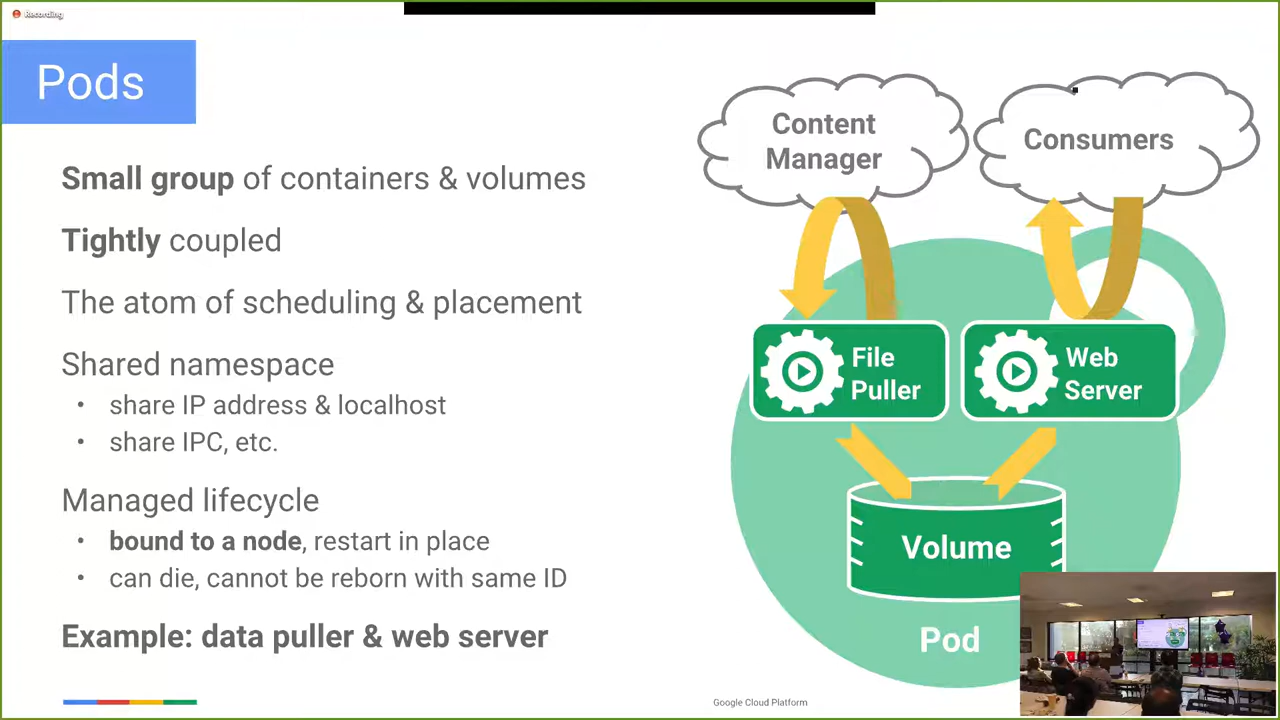 Recording
Pods
Small group of containers & volumes
Tightly coupled
The atom of scheduling & placement
Shared namespace
• share IP address & localhost
• share IPC, etc.
Managed lifecycle
• bound to a node, restart in place
• can die, cannot be reborn with same ID
Example: data puller & web server
Content
Manager
Consumers
File
Puller
Web
Server
Volume
Pod
Google Cloud Platform